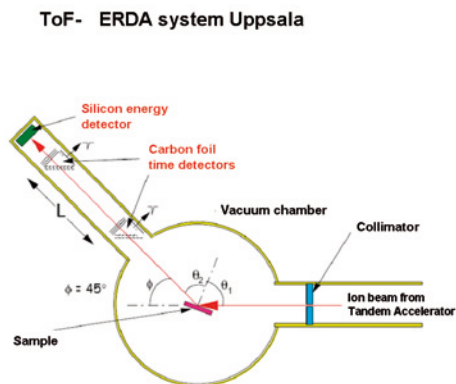 ToF- ERDA system Uppsala
Silicon energy
detector
Carbon foil
time detectors
L
Vacuum chamber
Collimator
ϕ = 45°
ϕ
θ2
θ1
Ion beam from
Tandem Accelerator
Sample